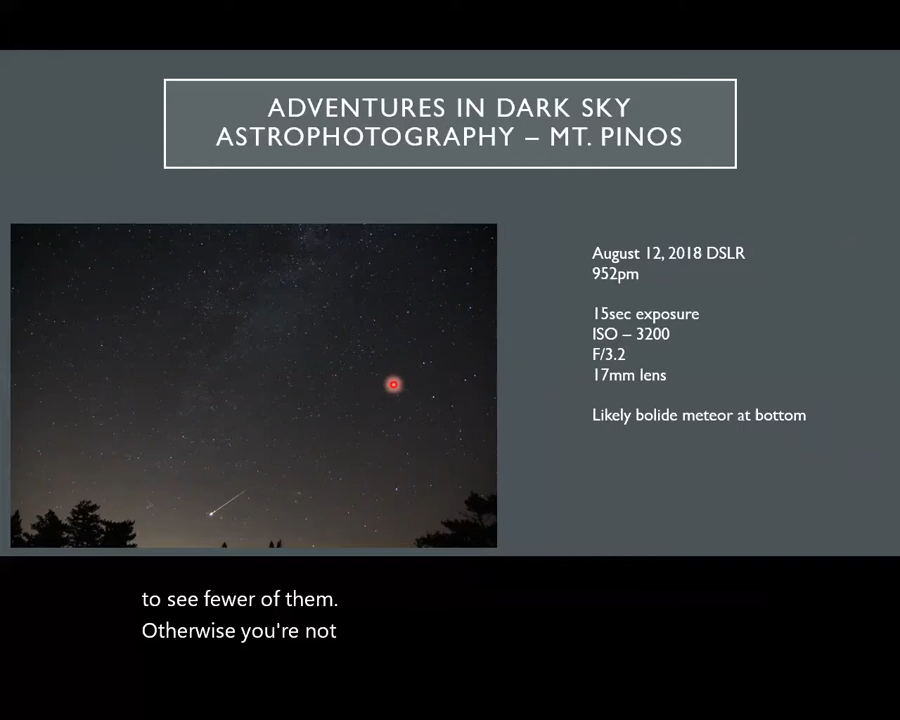 ADVENTURES IN DARK SKY
ASTROPHOTOGRAPHY – MT. PINOS
August 12, 2018 DSLR
952pm
15sec exposure
ISO – 3200
F/3.2
17mm lens
Likely bolide meteor at bottom
to see fewer of them.
Otherwise you're not